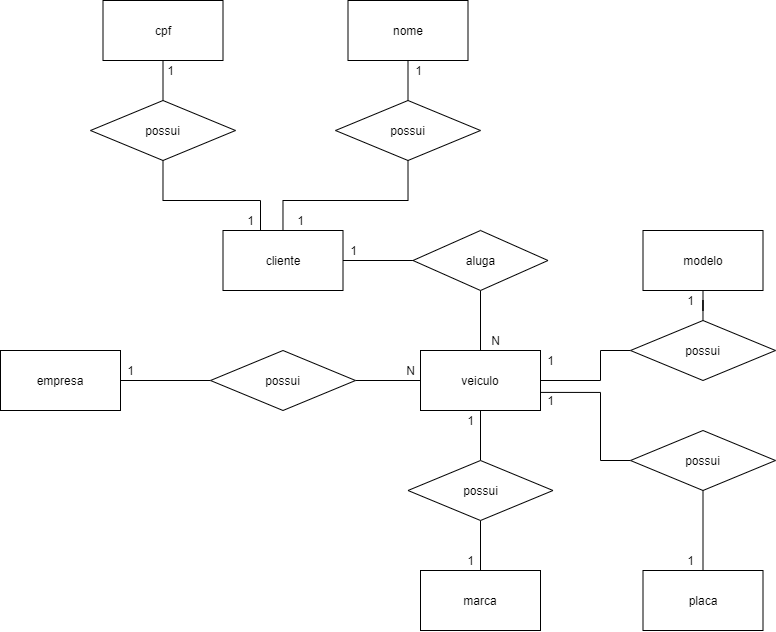 cpf
nome
1
1
possui
possui
1
1
cliente
1
aluga
modelo
1
N
possui
empresa
1
possui
N
veiculo
1
1
1
possui
possui
1
1
marca
placa